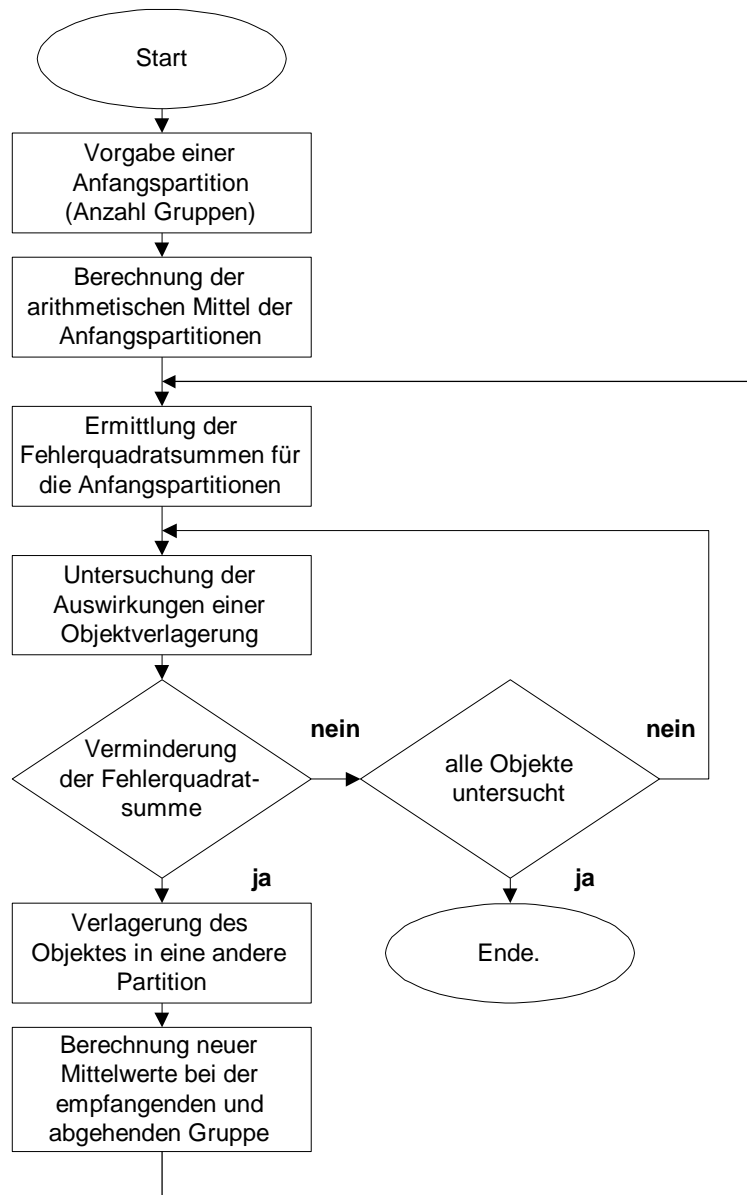 Start
Vorgabe einer
Anfangspartition
(Anzahl Gruppen)
Berechnung der
arithmetischen Mittel der
Anfangspartitionen
Ermittlung der
Fehlerquadratsummen für
die Anfangspartitionen
Untersuchung der
Auswirkungen einer
Objektverlagerung
Verminderung
der Fehlerquadrat-
summe
nein
alle Objekte
untersucht
nein
ja
ja
Verlagerung des
Objektes in eine andere
Partition
Ende.
Berechnung neuer
Mittelwerte bei der
empfangenden und
abgehenden Gruppe